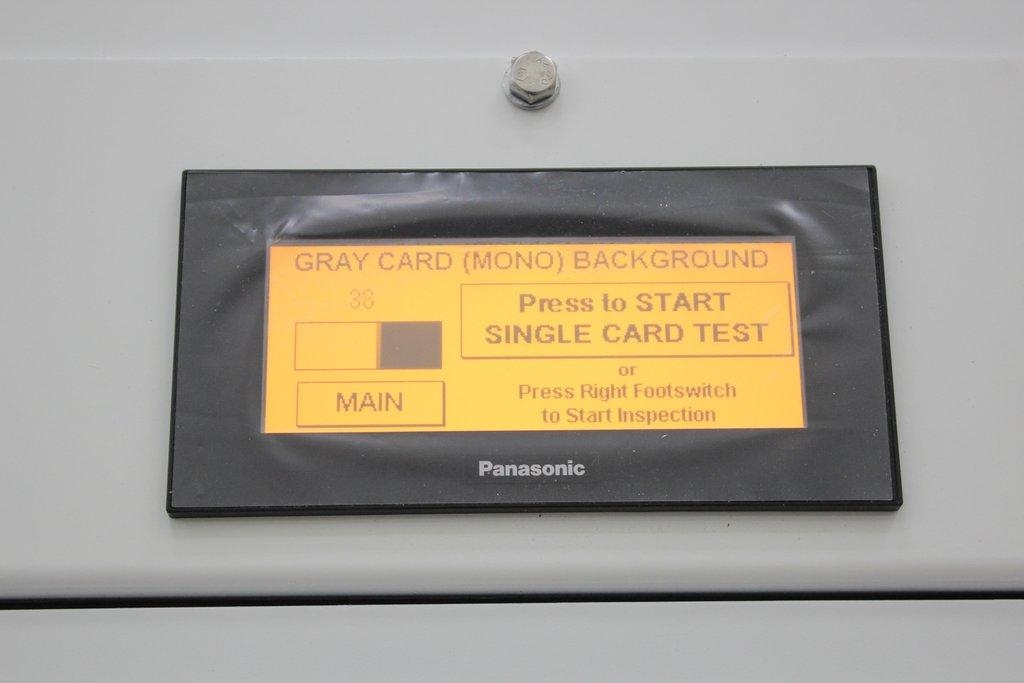 GRAY CARD (MONO) BACKGROUND
38
Press to START
SINGLE CARD TEST
or
MAIN
Press Right Footswitch
to Start Inspection
Panasonic